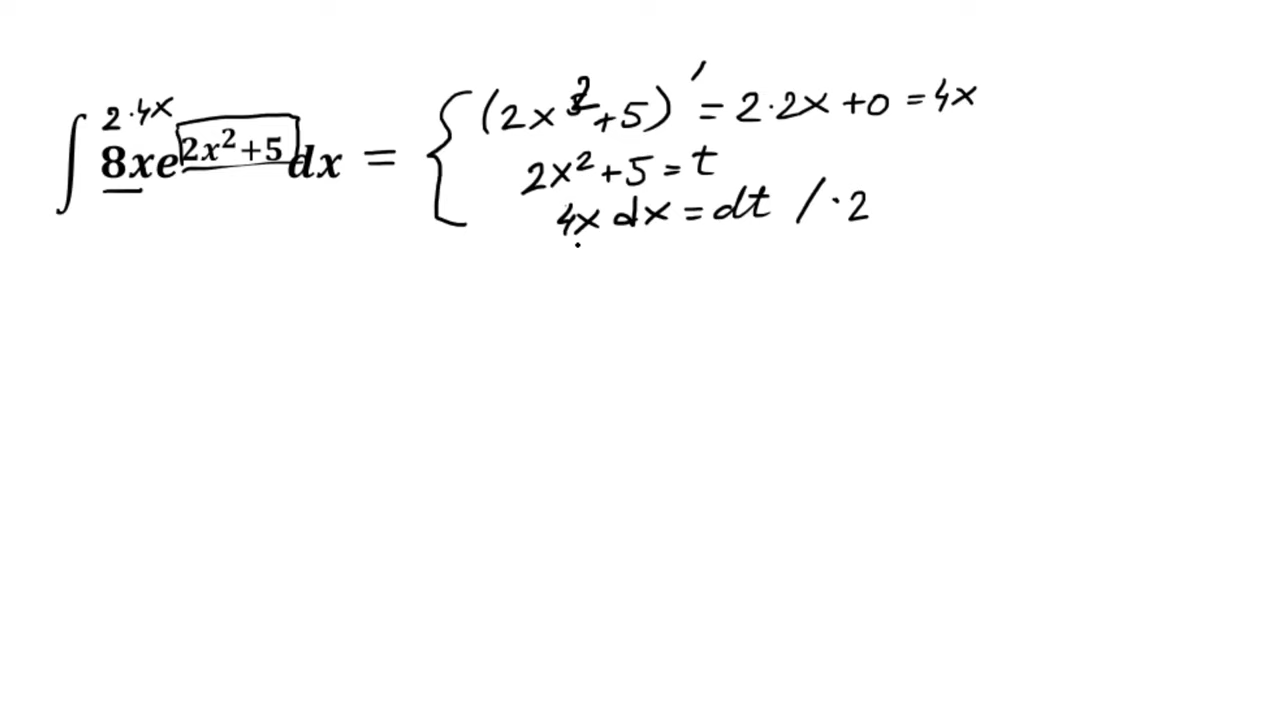 2·4x
∫ 8xe^{2x²+5}dx = { (2x²+5)′ = 2·2x+0 = 4x
2x²+5 = t
4x dx = dt /·2